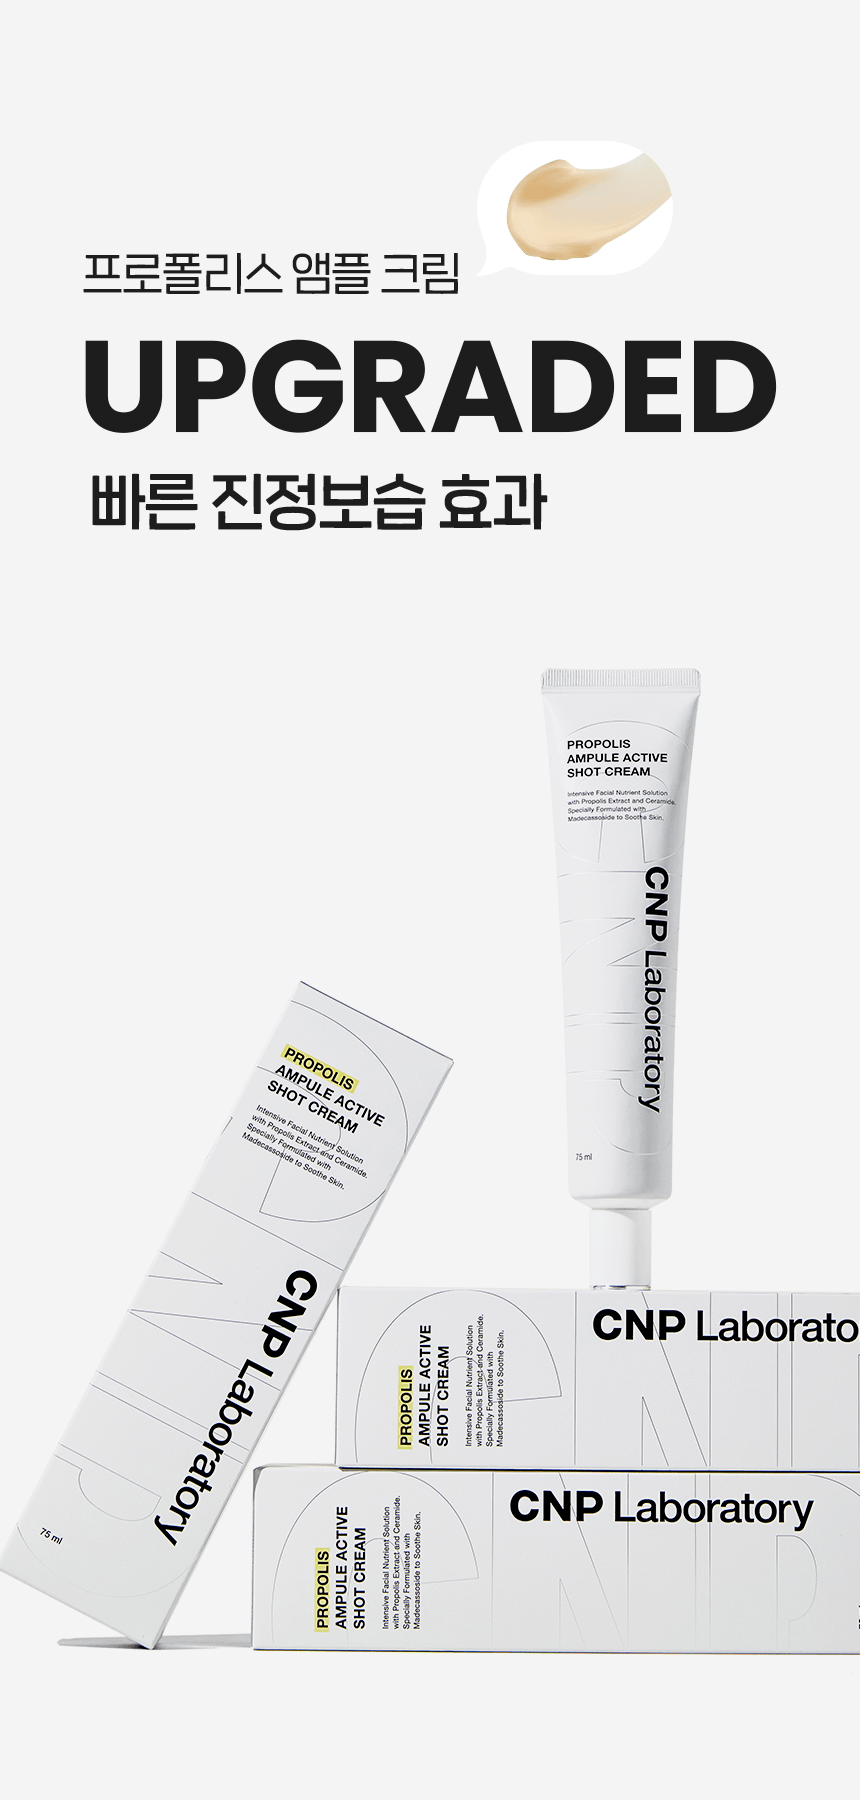 프로폴리스 앰플 크림
UPGRADED
빠른 진정보습 효과
PROPOLIS
AMPULE ACTIVE
SHOT CREAM
Intensive Facial Nutrient Solution
with Propolis Extract and Ceramide.
Specially Formulated with
Madecassoside to Soothe Skin.
CNP Laboratory
75 ml
PROPOLIS
AMPULE ACTIVE
SHOT CREAM
Intensive Facial Nutrient Solution
with Propolis Extract and Ceramide.
Specially Formulated with
Madecassoside to Soothe Skin.
CNP Laboratory
75 ml
PROPOLIS
AMPULE ACTIVE
SHOT CREAM
Intensive Facial Nutrient Solution
with Propolis Extract and Ceramide.
Specially Formulated with
Madecassoside to Soothe Skin.
CNP Laborato
PROPOLIS
AMPULE ACTIVE
SHOT CREAM
Intensive Facial Nutrient Solution
with Propolis Extract and Ceramide.
Specially Formulated with
Madecassoside to Soothe Skin.
CNP Laboratory